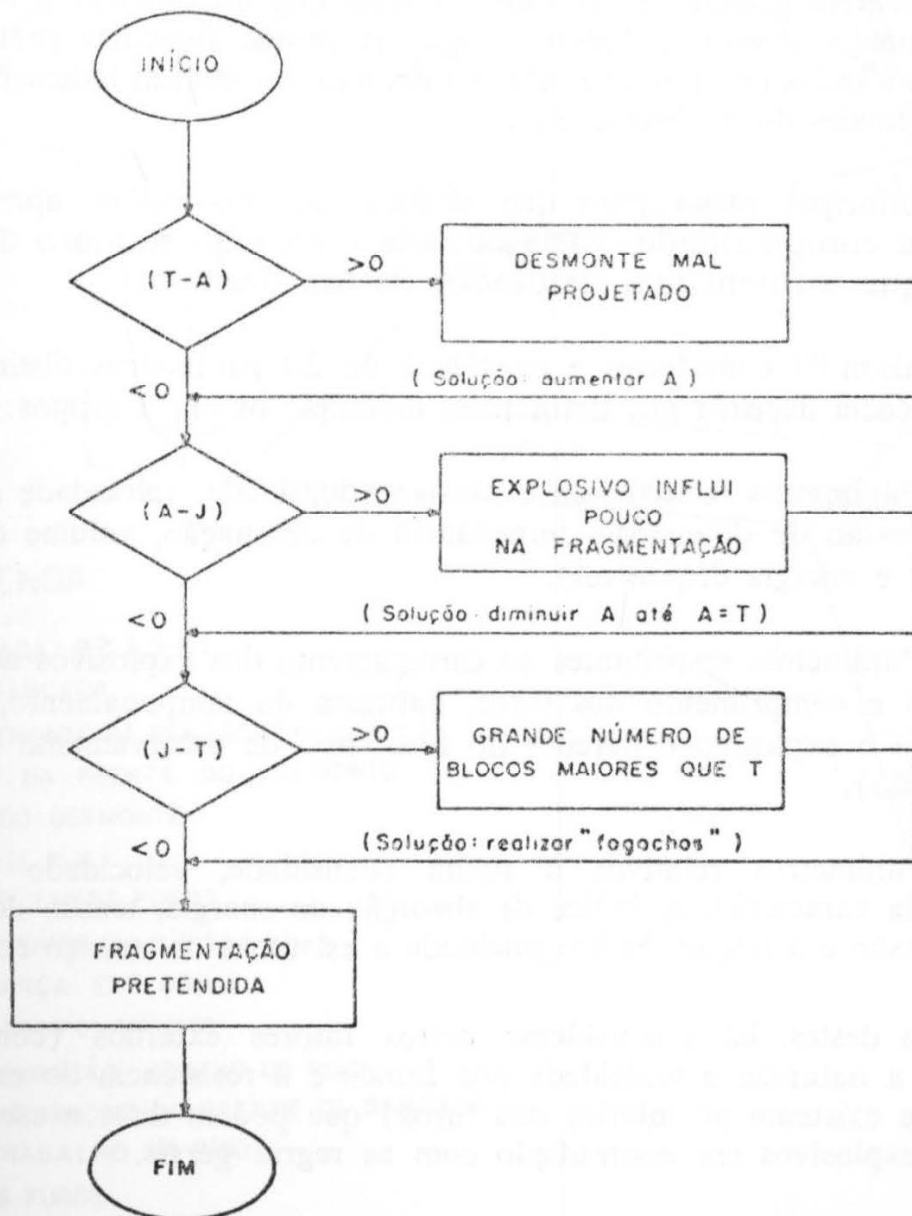 INÍCIO
(T-A)
>0
DESMONTE MAL
PROJETADO
<0
(Solução: aumentar A)
(A-J)
>0
EXPLOSIVO INFLUI
POUCO
NA FRAGMENTAÇÃO
<0
(Solução: diminuir A até A=T)
(J-T)
>0
GRANDE NÚMERO DE
BLOCOS MAIORES QUE T
<0
(Solução: realizar "fogachos")
FRAGMENTAÇÃO
PRETENDIDA
FIM